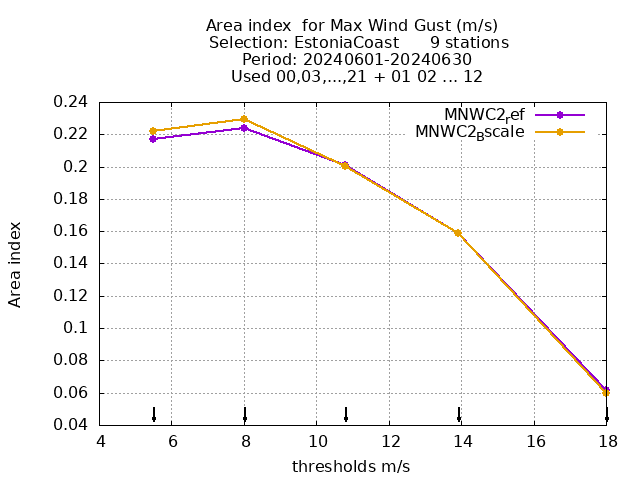 Area index  for Max Wind Gust (m/s)
Selection: EstoniaCoast      9 stations
Period: 20240601-20240630
Used 00,03,...,21 + 01 02 ... 12
0.24
MNWC2_ref
0.22
MNWC2_Bscale
0.2
0.18
0.16
0.14
0.12
0.1
0.08
0.06
0.04
Area index
4 6 8 10 12 14 16 18
thresholds m/s